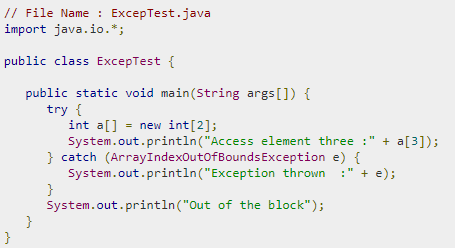 // File Name : ExcepTest.java
import java.io.*;

public class ExcepTest {

   public static void main(String args[]) {
      try {
         int a[] = new int[2];
         System.out.println("Access element three :" + a[3]);
      } catch (ArrayIndexOutOfBoundsException e) {
         System.out.println("Exception thrown  :" + e);
      }
      System.out.println("Out of the block");
   }
}